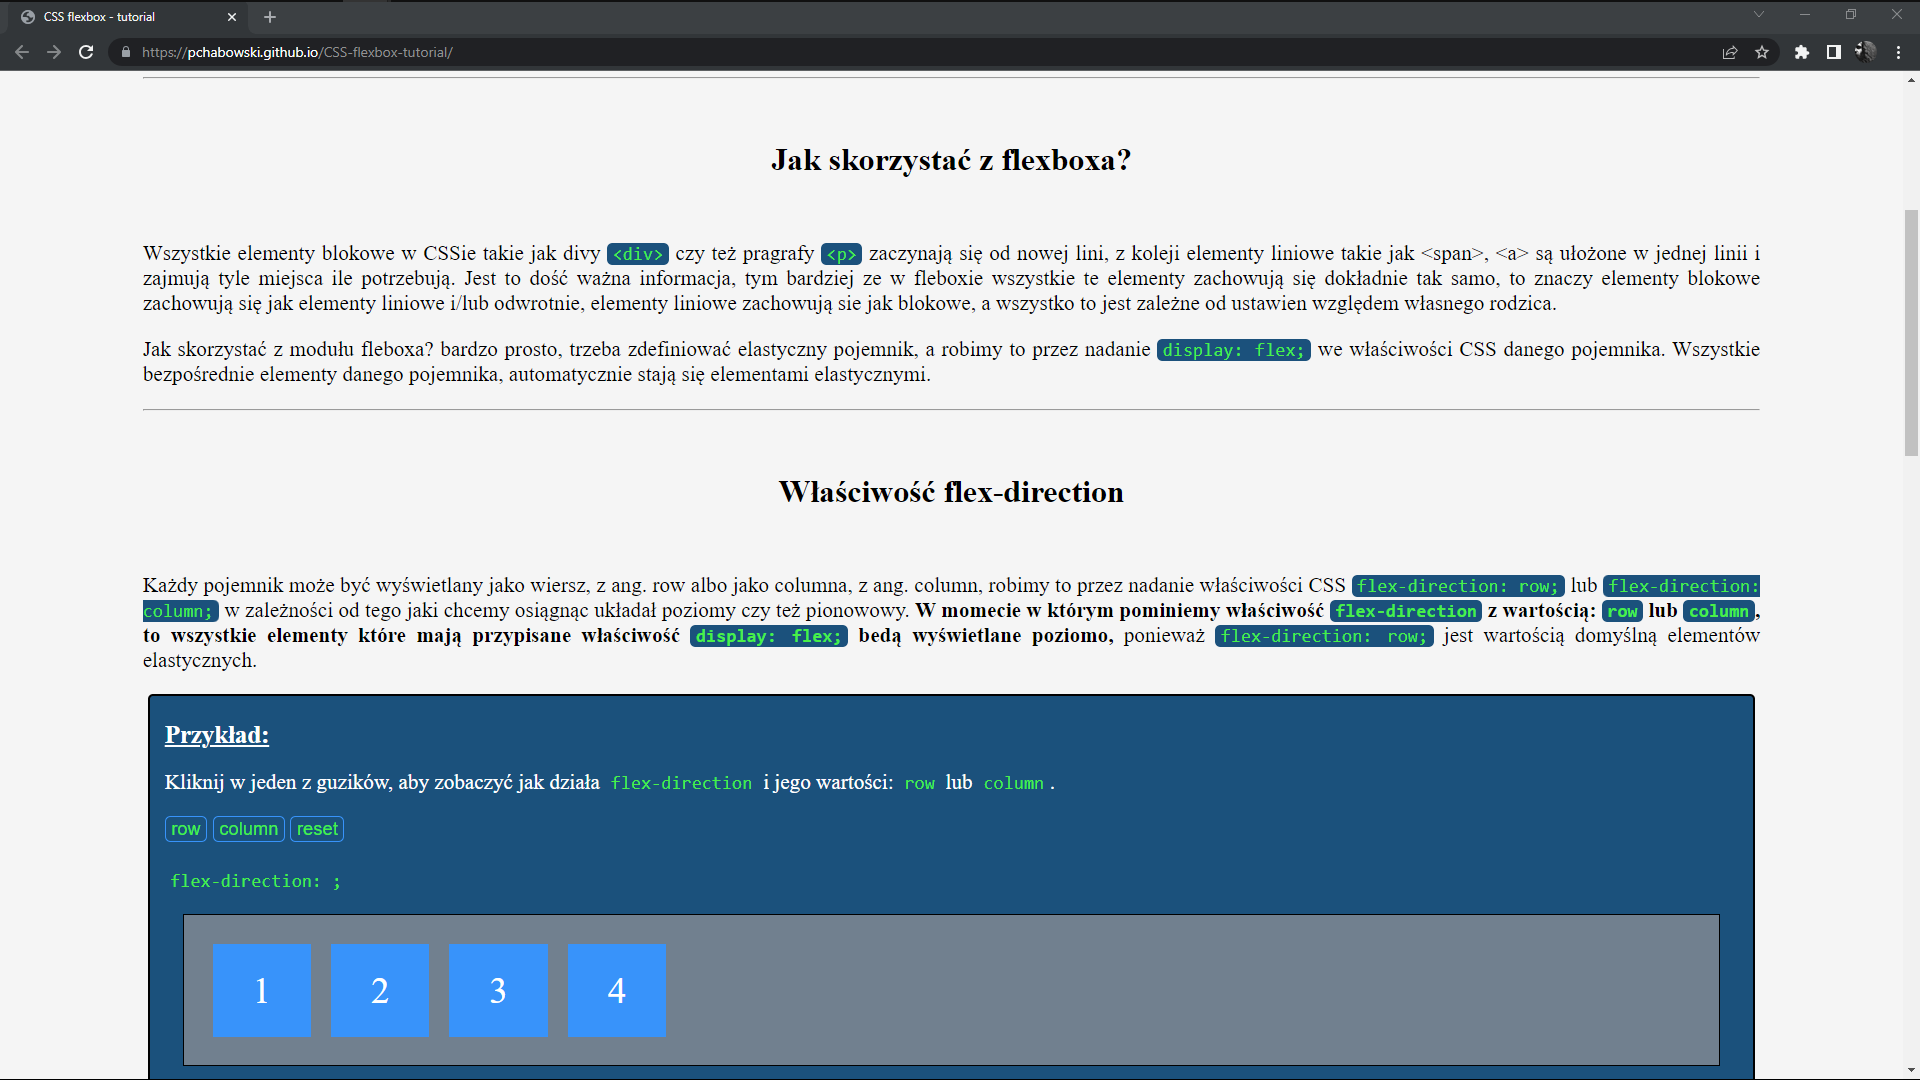 CSS flexbox - tutorial
https://pchabowski.github.io/CSS-flexbox-tutorial/
Jak skorzystać z flexboxa?
Wszystkie elementy blokowe w CSSie takie jak divy <div> czy też pragrafy <p> zaczynają się od nowej lini, z koleji elementy liniowe takie jak <span>, <a> są ułożone w jednej linii i
zajmują tyle miejsca ile potrzebują. Jest to dość ważna informacja, tym bardziej ze w fleboxie wszystkie te elementy zachowują się dokładnie tak samo, to znaczy elementy blokowe
zachowują się jak elementy liniowe i/lub odwrotnie, elementy liniowe zachowują sie jak blokowe, a wszystko to jest zależne od ustawien względem własnego rodzica.
Jak skorzystać z modułu fleboxa? bardzo prosto, trzeba zdefiniować elastyczny pojemnik, a robimy to przez nadanie display: flex; we właściwości CSS danego pojemnika. Wszystkie
bezpośrednie elementy danego pojemnika, automatycznie stają się elementami elastycznymi.
Właściwość flex-direction
Każdy pojemnik może być wyświetlany jako wiersz, z ang. row albo jako columna, z ang. column, robimy to przez nadanie właściwości CSS flex-direction: row; lub flex-direction:
column; w zależności od tego jaki chcemy osiągnąc układał poziomy czy też pionowowy. W momecie w którym pominiemy właściwość flex-direction z wartością: row lub column,
to wszystkie elementy które mają przypisane właściwość display: flex; bedą wyświetlane poziomo, ponieważ flex-direction: row; jest wartością domyślną elementów
elastycznych.
Przykład:
Kliknij w jeden z guzików, aby zobaczyć jak działa flex-direction i jego wartości: row lub column.
row column reset
flex-direction: ;
1 2 3 4